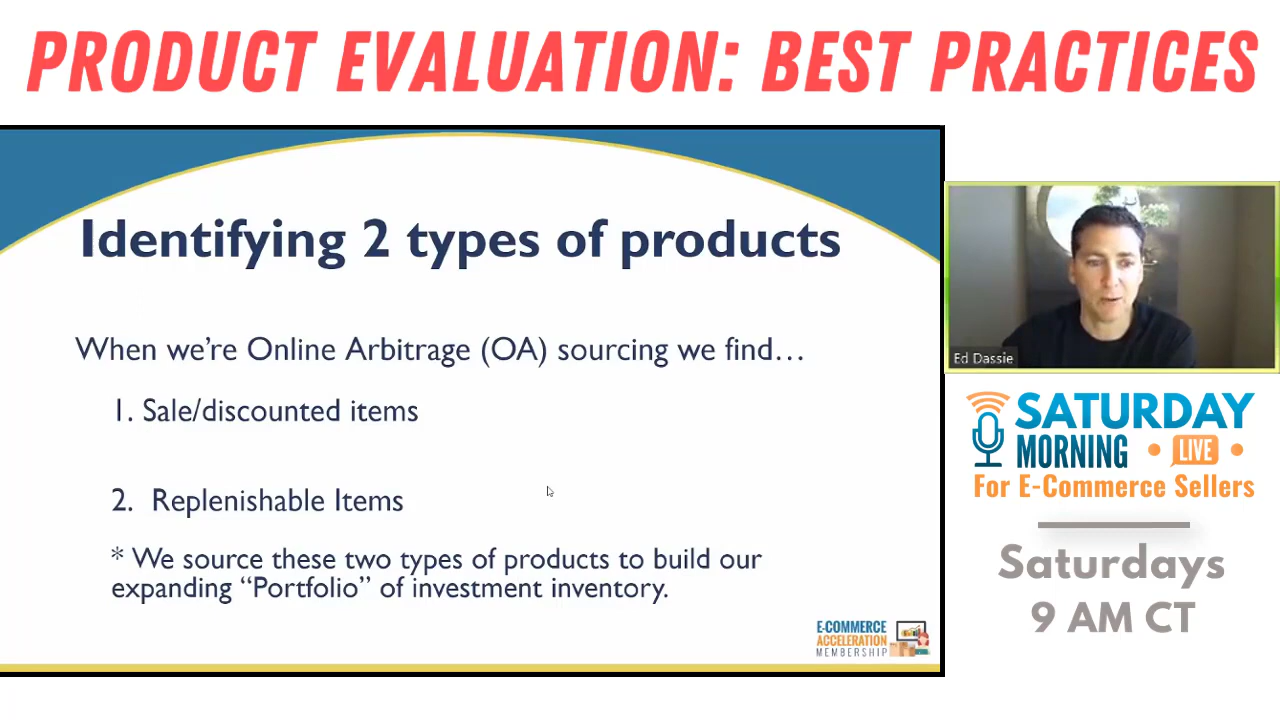 PRODUCT EVALUATION: BEST PRACTICES
Identifying 2 types of products
When we’re Online Arbitrage (OA) sourcing we find…
1. Sale/discounted items
2. Replenishable Items
* We source these two types of products to build our
expanding “Portfolio” of investment inventory.
E-COMMERCE
ACCELERATION
MEMBERSHIP
Ed Dassie
SATURDAY
MORNING • LIVE •
For E-Commerce Sellers
Saturdays
9 AM CT